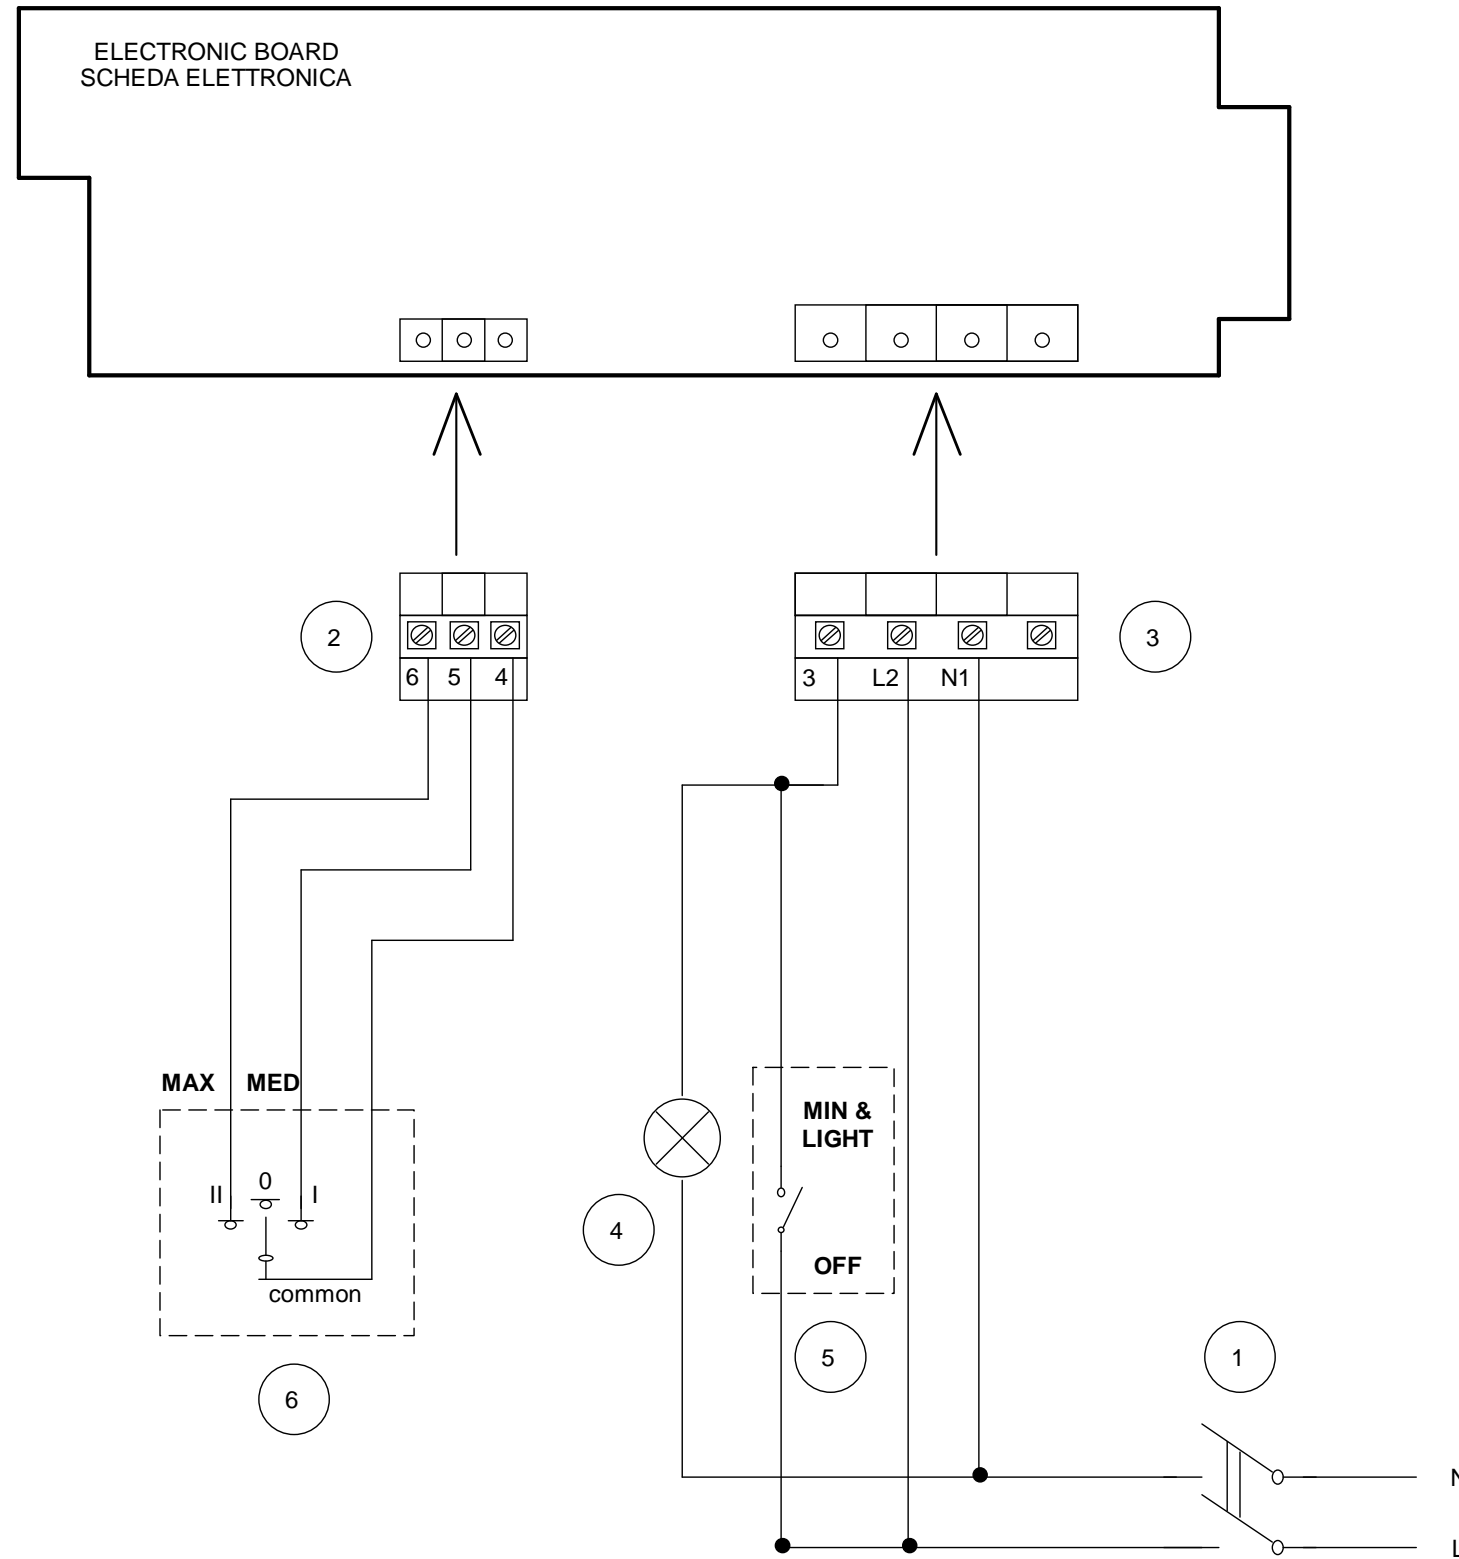 ELECTRONIC BOARD
SCHEDA ELETTRONICA
2
3
6 5 4
3 L2 N1
MAX MED
MIN &
LIGHT
II 0 I
4
OFF
common
5
1
6
N
L